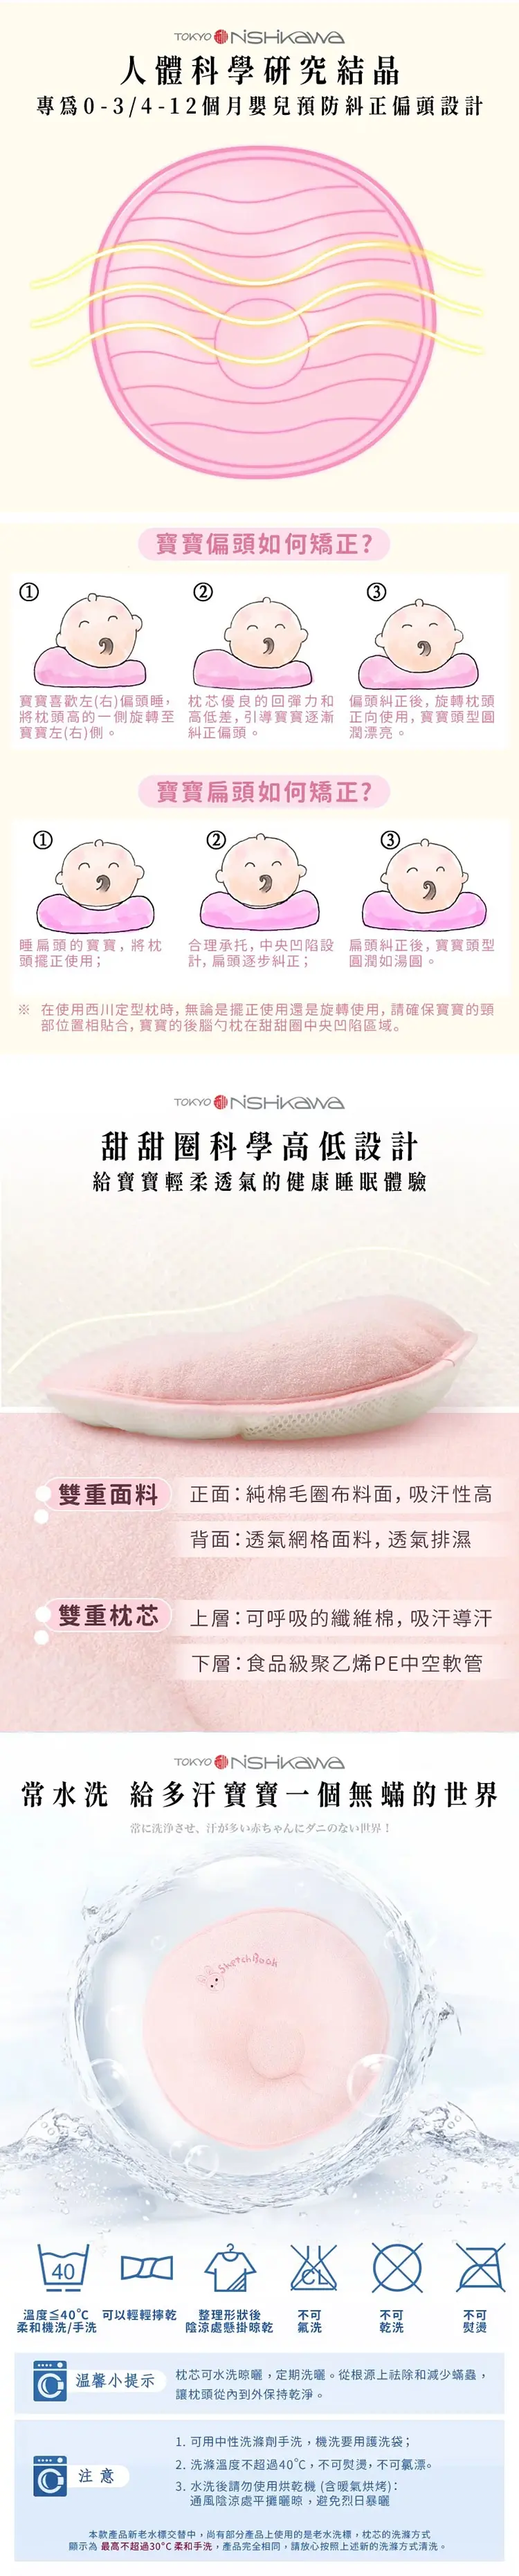 TOKYO NiSHiKaWa
人體科學研究結晶
專爲0-3/4-12個月嬰兒預防糾正偏頭設計
寶寶偏頭如何矯正?
①
寶寶喜歡左(右)偏頭睡,
將枕頭高的一側旋轉至
寶寶左(右)側。
②
枕芯優良的回彈力和
高低差,引導寶寶逐漸
糾正偏頭。
③
偏頭糾正後,旋轉枕頭
正向使用,寶寶頭型圓
潤漂亮。
寶寶扁頭如何矯正?
①
睡扁頭的寶寶,將枕
頭擺正使用;
②
合理承托,中央凹陷設
計,扁頭逐步糾正;
③
扁頭糾正後,寶寶頭型
圓潤如湯圓。
※ 在使用西川定型枕時,無論是擺正使用還是旋轉使用,請確保寶寶的頸
部位置相貼合,寶寶的後腦勺枕在甜甜圈中央凹陷區域。
TOKYO NiSHiKaWa
甜甜圈科學高低設計
給寶寶輕柔透氣的健康睡眠體驗
雙重面料
正面:純棉毛圈布料面,吸汗性高
背面:透氣網格面料,透氣排濕
雙重枕芯
上層:可呼吸的纖維棉,吸汗導汗
下層:食品級聚乙烯PE中空軟管
TOKYO NiSHiKaWa
常水洗 給多汗寶寶一個無蟎的世界
常に洗浄させ、汗が多い赤ちゃんにダニのない世界!
SketchBook
40
溫度≦40℃
柔和機洗/手洗
可以輕輕擰乾
整理形狀後
陰涼處懸掛晾乾
CL
不可
氯洗
不可
乾洗
不可
熨燙
溫馨小提示
枕芯可水洗晾曬,定期洗曬。從根源上祛除和減少蟎蟲,
讓枕頭從內到外保持乾淨。
注意
1. 可用中性洗滌劑手洗,機洗要用護洗袋;
2. 洗滌溫度不超過40℃,不可熨燙,不可氯漂。
3. 水洗後請勿使用烘乾機 (含暖氣烘烤):
通風陰涼處平攤曬晾,避免烈日暴曬
本款產品新老水標交替中,尚有部分產品上使用的是老水洗標,枕芯的洗滌方式
顯示為 最高不超過30℃ 柔和手洗,產品完全相同,請放心按照上述新的洗滌方式清洗。